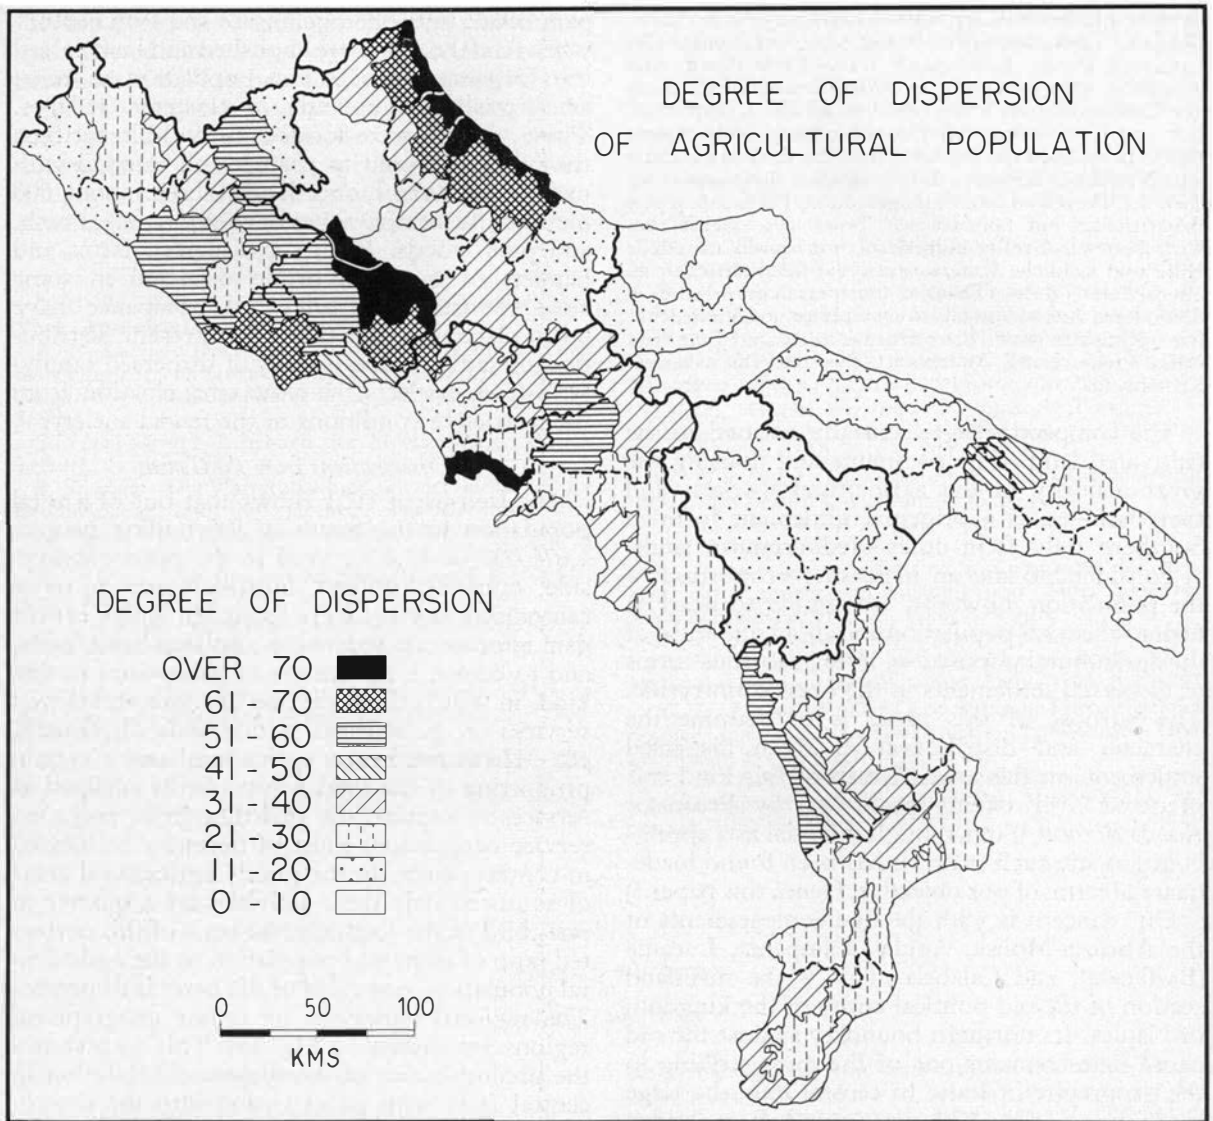 DEGREE OF DISPERSION
OF AGRICULTURAL POPULATION
DEGREE OF DISPERSION
OVER 70
61 - 70
51 - 60
41 - 50
31 - 40
21 - 30
11 - 20
0 - 10
0 50 100
KMS